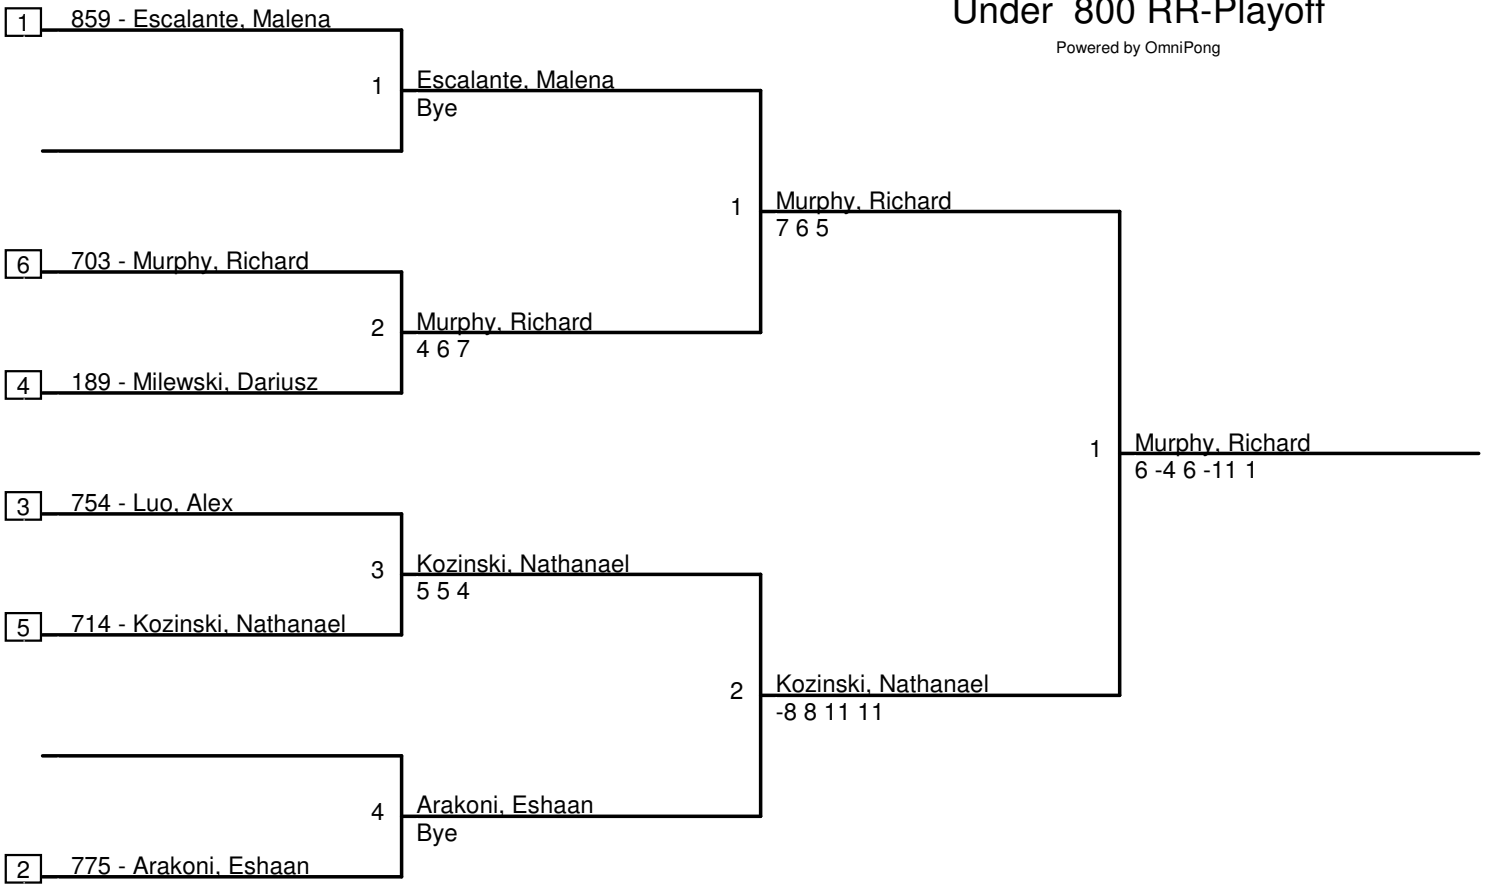 Under 800 RR-Playoff
Powered by OmniPong
1 859 - Escalante, Malena
1 Escalante, Malena
Bye
1 Murphy, Richard
7 6 5
6 703 - Murphy, Richard
2 Murphy, Richard
4 6 7
4 189 - Milewski, Dariusz
1 Murphy, Richard
6 -4 6 -11 1
3 754 - Luo, Alex
3 Kozinski, Nathanael
5 5 4
5 714 - Kozinski, Nathanael
2 Kozinski, Nathanael
-8 8 11 11
4 Arakoni, Eshaan
Bye
2 775 - Arakoni, Eshaan